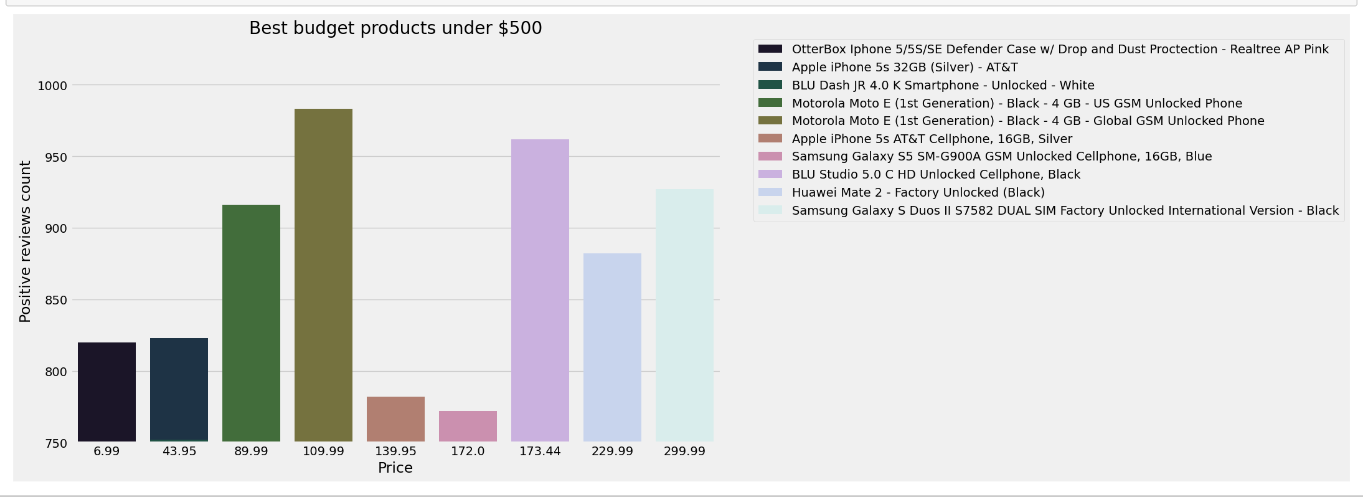 Best budget products under $500
OtterBox Iphone 5/5S/SE Defender Case w/ Drop and Dust Proctection - Realtree AP Pink
Apple iPhone 5s 32GB (Silver) - AT&T
BLU Dash JR 4.0 K Smartphone - Unlocked - White
Motorola Moto E (1st Generation) - Black - 4 GB - US GSM Unlocked Phone
Motorola Moto E (1st Generation) - Black - 4 GB - Global GSM Unlocked Phone
Apple iPhone 5s AT&T Cellphone, 16GB, Silver
Samsung Galaxy S5 SM-G900A GSM Unlocked Cellphone, 16GB, Blue
BLU Studio 5.0 C HD Unlocked Cellphone, Black
Huawei Mate 2 - Factory Unlocked (Black)
Samsung Galaxy S Duos II S7582 DUAL SIM Factory Unlocked International Version - Black
Positive reviews count
1000
950
900
850
800
750
6.99 43.95 89.99 109.99 139.95 172.0 173.44 229.99 299.99
Price